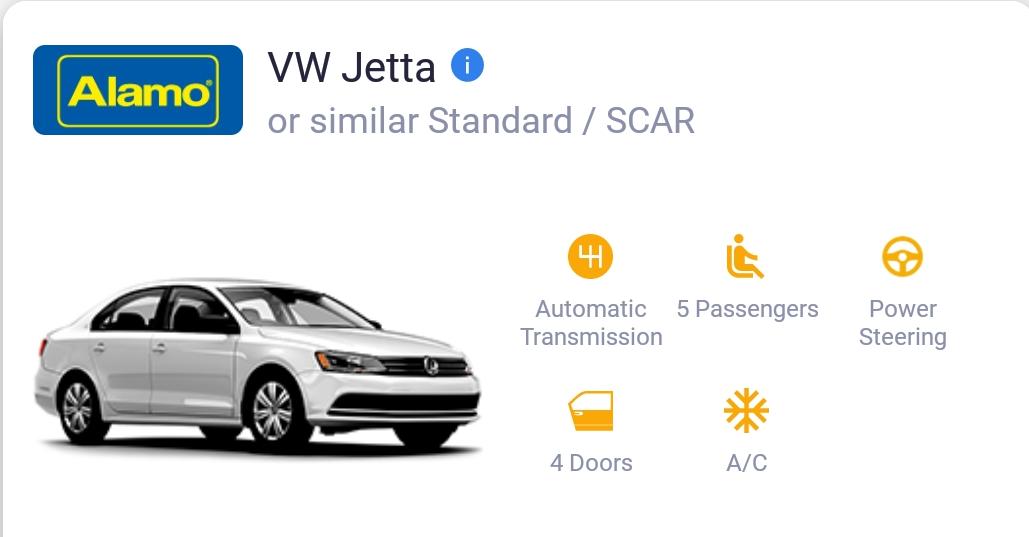 Alamo®
VW Jetta i
or similar Standard / SCAR
Automatic
Transmission
5 Passengers
Power
Steering
4 Doors
A/C